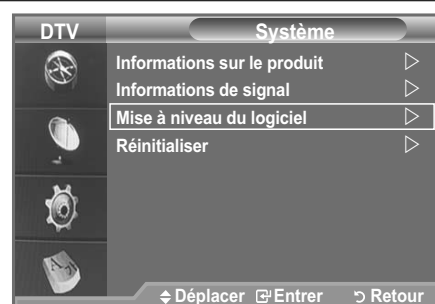 DTV Système
Informations sur le produit
Informations de signal
Mise à niveau du logiciel
Réinitialiser
Déplacer Entrer Retour